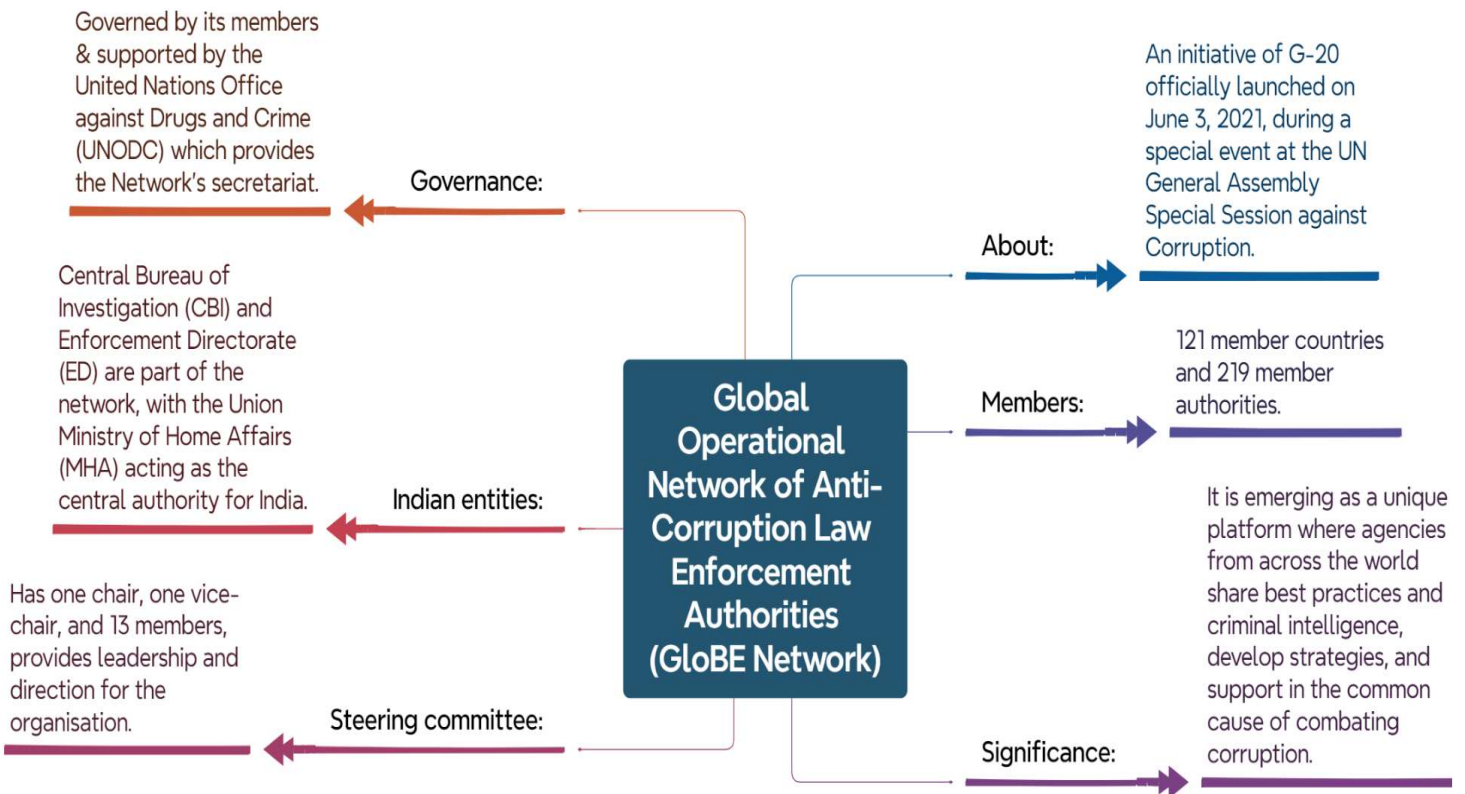 Global
Operational
Network of Anti-
Corruption Law
Enforcement
Authorities
(GloBE Network)
Governance:
Governed by its members
& supported by the
United Nations Office
against Drugs and Crime
(UNODC) which provides
the Network's secretariat.
Indian entities:
Central Bureau of
Investigation (CBI) and
Enforcement Directorate
(ED) are part of the
network, with the Union
Ministry of Home Affairs
(MHA) acting as the
central authority for India.
Steering committee:
Has one chair, one vice-
chair, and 13 members,
provides leadership and
direction for the
organisation.
About:
An initiative of G-20
officially launched on
June 3, 2021, during a
special event at the UN
General Assembly
Special Session against
Corruption.
Members:
121 member countries
and 219 member
authorities.
Significance:
It is emerging as a unique
platform where agencies
from across the world
share best practices and
criminal intelligence,
develop strategies, and
support in the common
cause of combating
corruption.